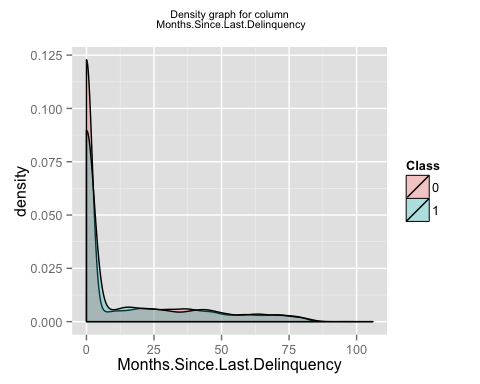 Density graph for column
Months.Since.Last.Delinquency
0.125
0.100
0.075
0.050
0.025
0.000
density
0
25
50
75
100
Months.Since.Last.Delinquency
Class
0
1